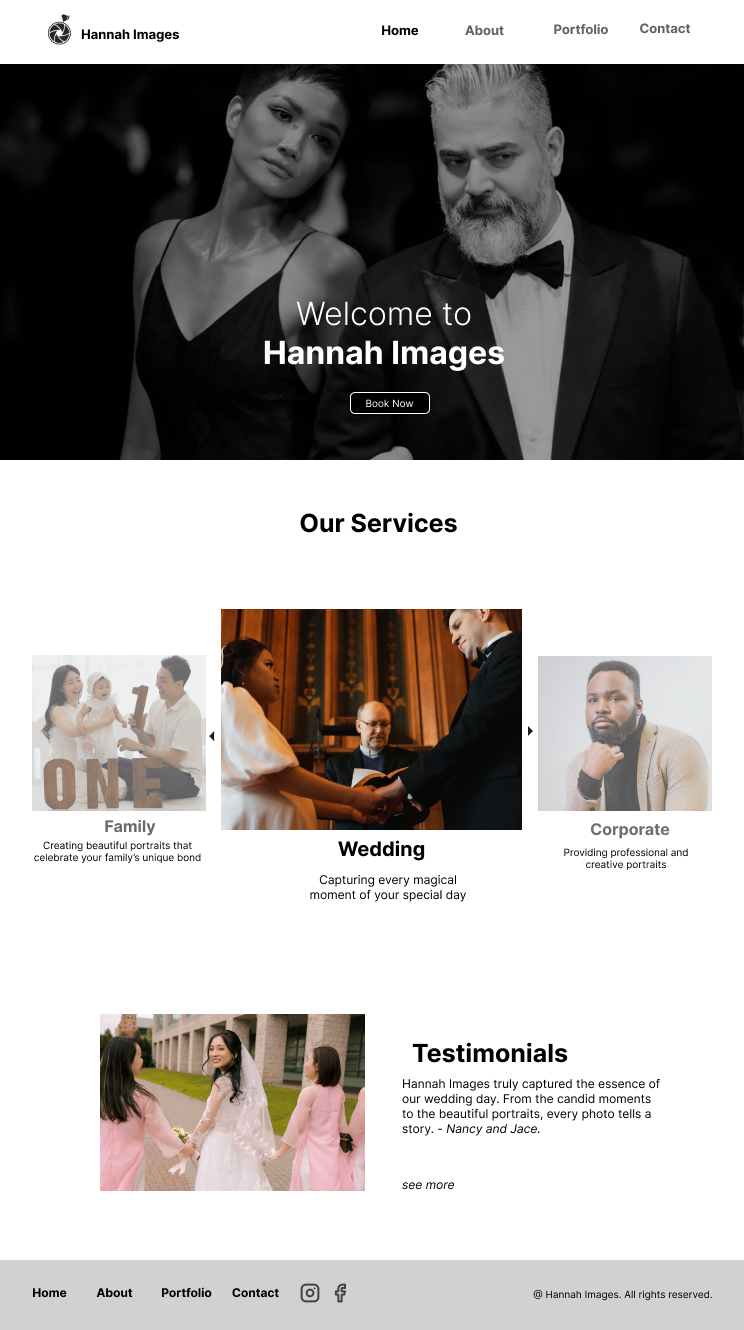 Hannah Images
Home
About
Portfolio
Contact
Welcome to
Hannah Images
Book Now
Our Services
ONE
1
Family
Creating beautiful portraits that
celebrate your family’s unique bond
Wedding
Capturing every magical
moment of your special day
Corporate
Providing professional and
creative portraits
Testimonials
Hannah Images truly captured the essence of
our wedding day. From the candid moments
to the beautiful portraits, every photo tells a
story. - Nancy and Jace.
see more
Home
About
Portfolio
Contact
@ Hannah Images. All rights reserved.